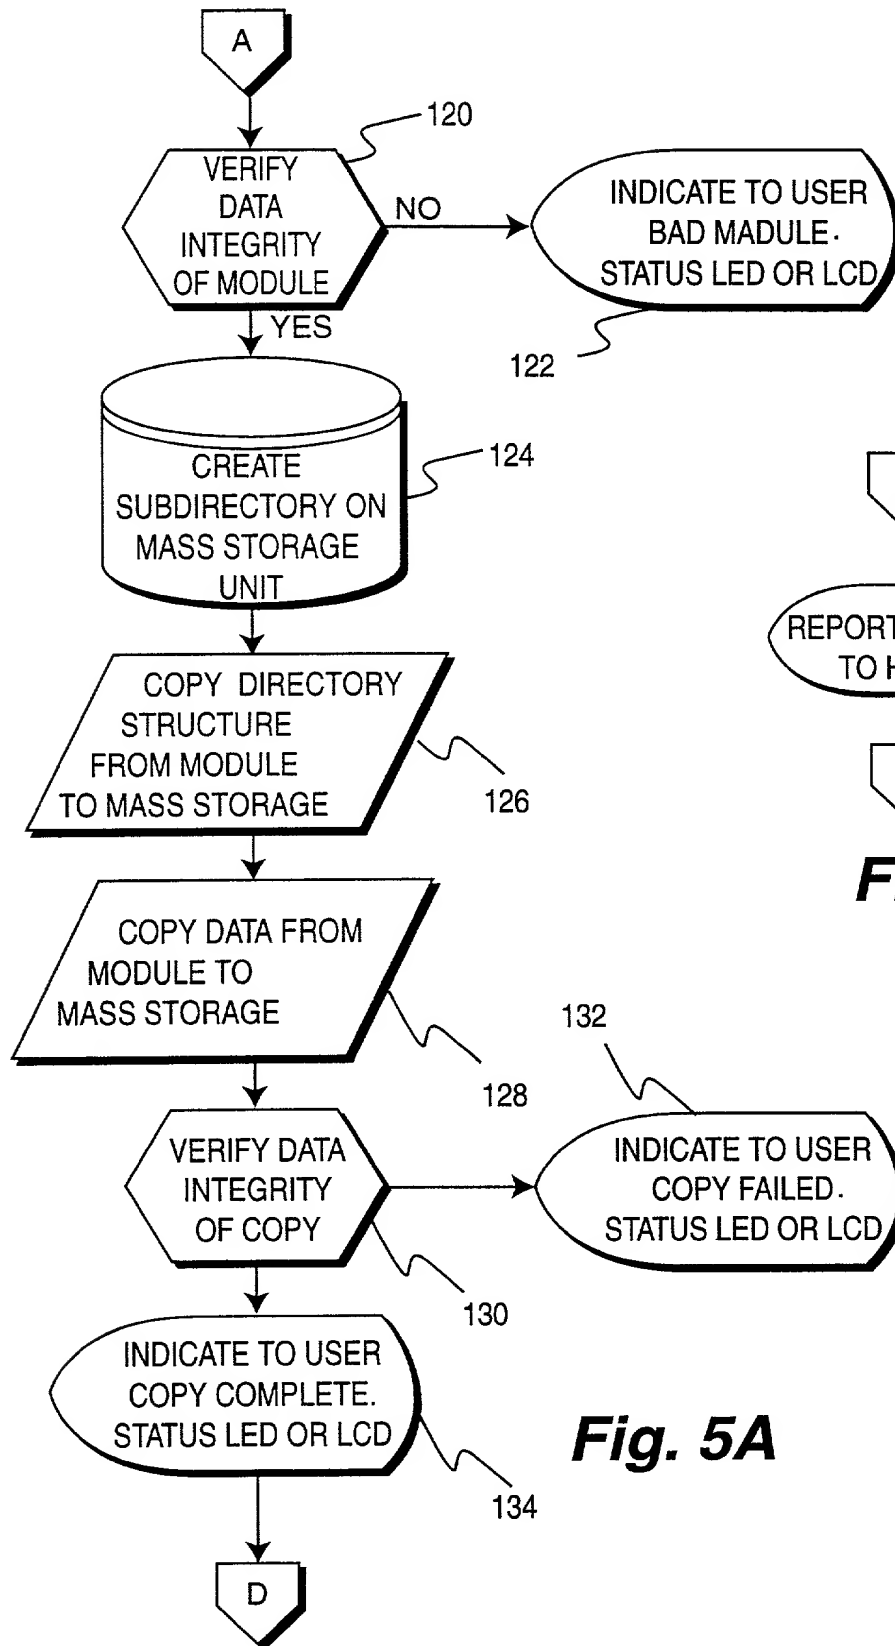 A
120
VERIFY
DATA
INTEGRITY
OF MODULE
NO
INDICATE TO USER
BAD MADULE.
STATUS LED OR LCD
122
YES
CREATE
SUBDIRECTORY ON
MASS STORAGE
UNIT
124
COPY DIRECTORY
STRUCTURE
FROM MODULE
TO MASS STORAGE
126
REPORT
TO
COPY DATA FROM
MODULE TO
MASS STORAGE
128
132
VERIFY DATA
INTEGRITY
OF COPY
130
INDICATE TO USER
COPY FAILED.
STATUS LED OR LCD
INDICATE TO USER
COPY COMPLETE.
STATUS LED OR LCD
134
Fig. 5A
D